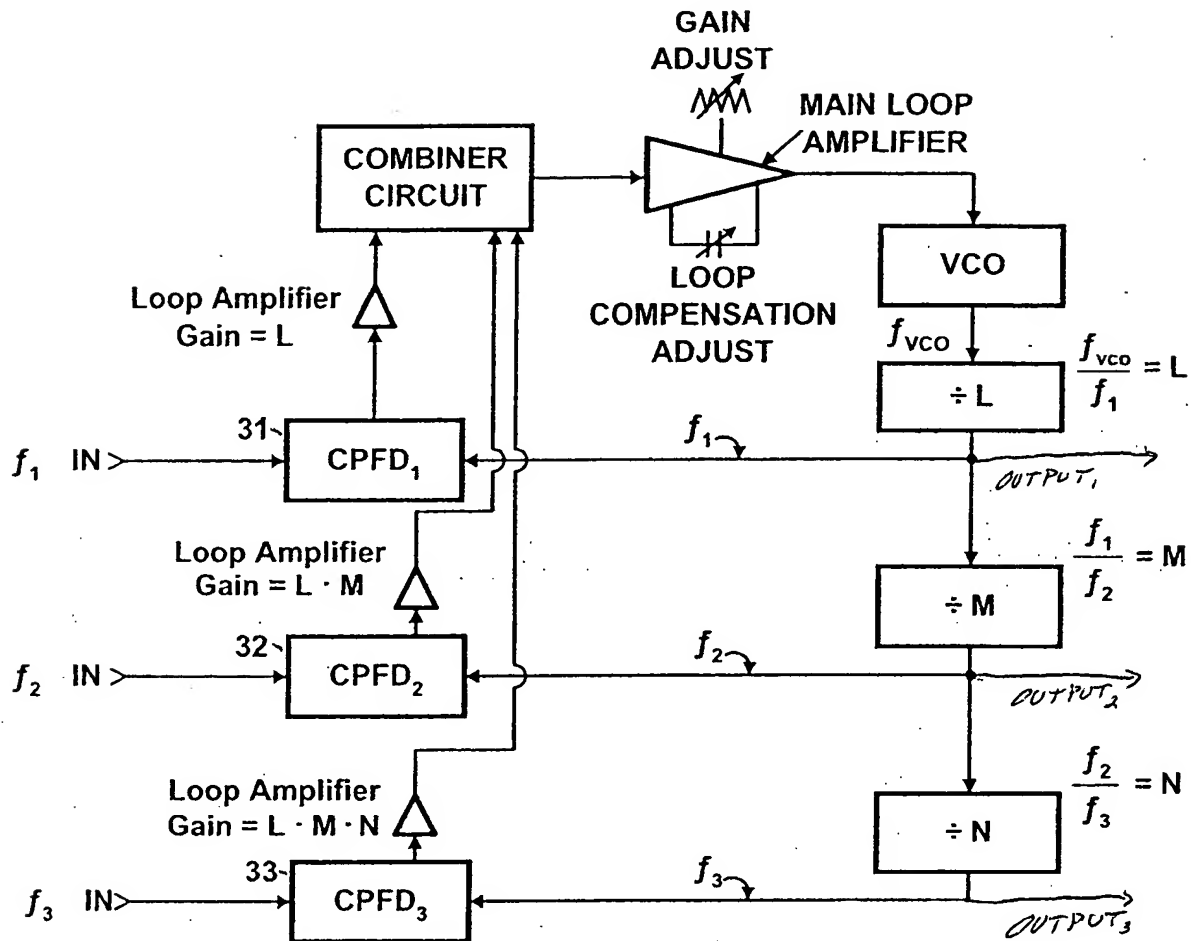 GAIN
ADJUST
MAIN LOOP
AMPLIFIER
COMBINER
CIRCUIT
VCO
Loop Amplifier
Gain = L
LOOP
COMPENSATION
ADJUST
f_VCO
÷ L
f_vco / f_1 = L
31
f_1 IN
CPFD_1
f_1
OUTPUT_1
Loop Amplifier
Gain = L · M
f_1 / f_2 = M
÷ M
32
f_2 IN
CPFD_2
f_2
OUTPUT_2
Loop Amplifier
Gain = L · M · N
f_2 / f_3 = N
÷ N
33
f_3 IN
CPFD_3
f_3
OUTPUT_3